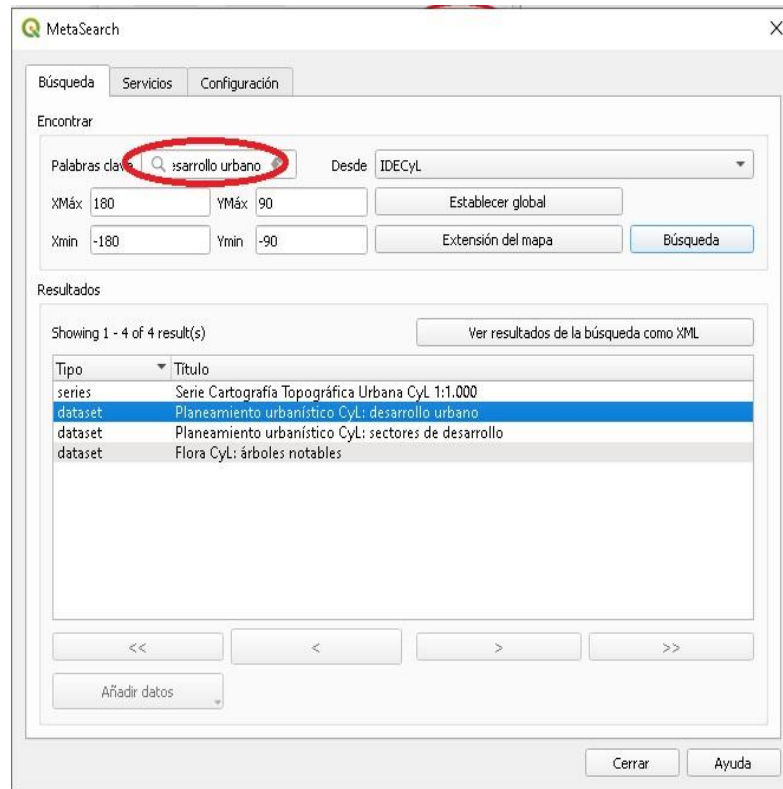 MetaSearch
Búsqueda Servicios Configuración
Encontrar
Palabras clave sarrollo urbano Desde IDECyL
XMáx 180 YMáx 90 Establecer global
Xmin -180 Ymin -90 Extensión del mapa Búsqueda
Resultados
Showing 1 - 4 of 4 result(s) Ver resultados de la búsqueda como XML
Tipo Título
series Serie Cartografía Topográfica Urbana CyL 1:1.000
dataset Planeamiento urbanístico CyL: desarrollo urbano
dataset Planeamiento urbanístico CyL: sectores de desarrollo
dataset Flora CyL: árboles notables
<< < > >>
Añadir datos
Cerrar Ayuda